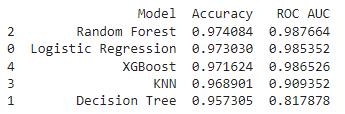 Model Accuracy ROC AUC
2 Random Forest 0.974084 0.987664
0 Logistic Regression 0.973030 0.985352
4 XGBoost 0.971624 0.986526
3 KNN 0.968901 0.909352
1 Decision Tree 0.957305 0.817878